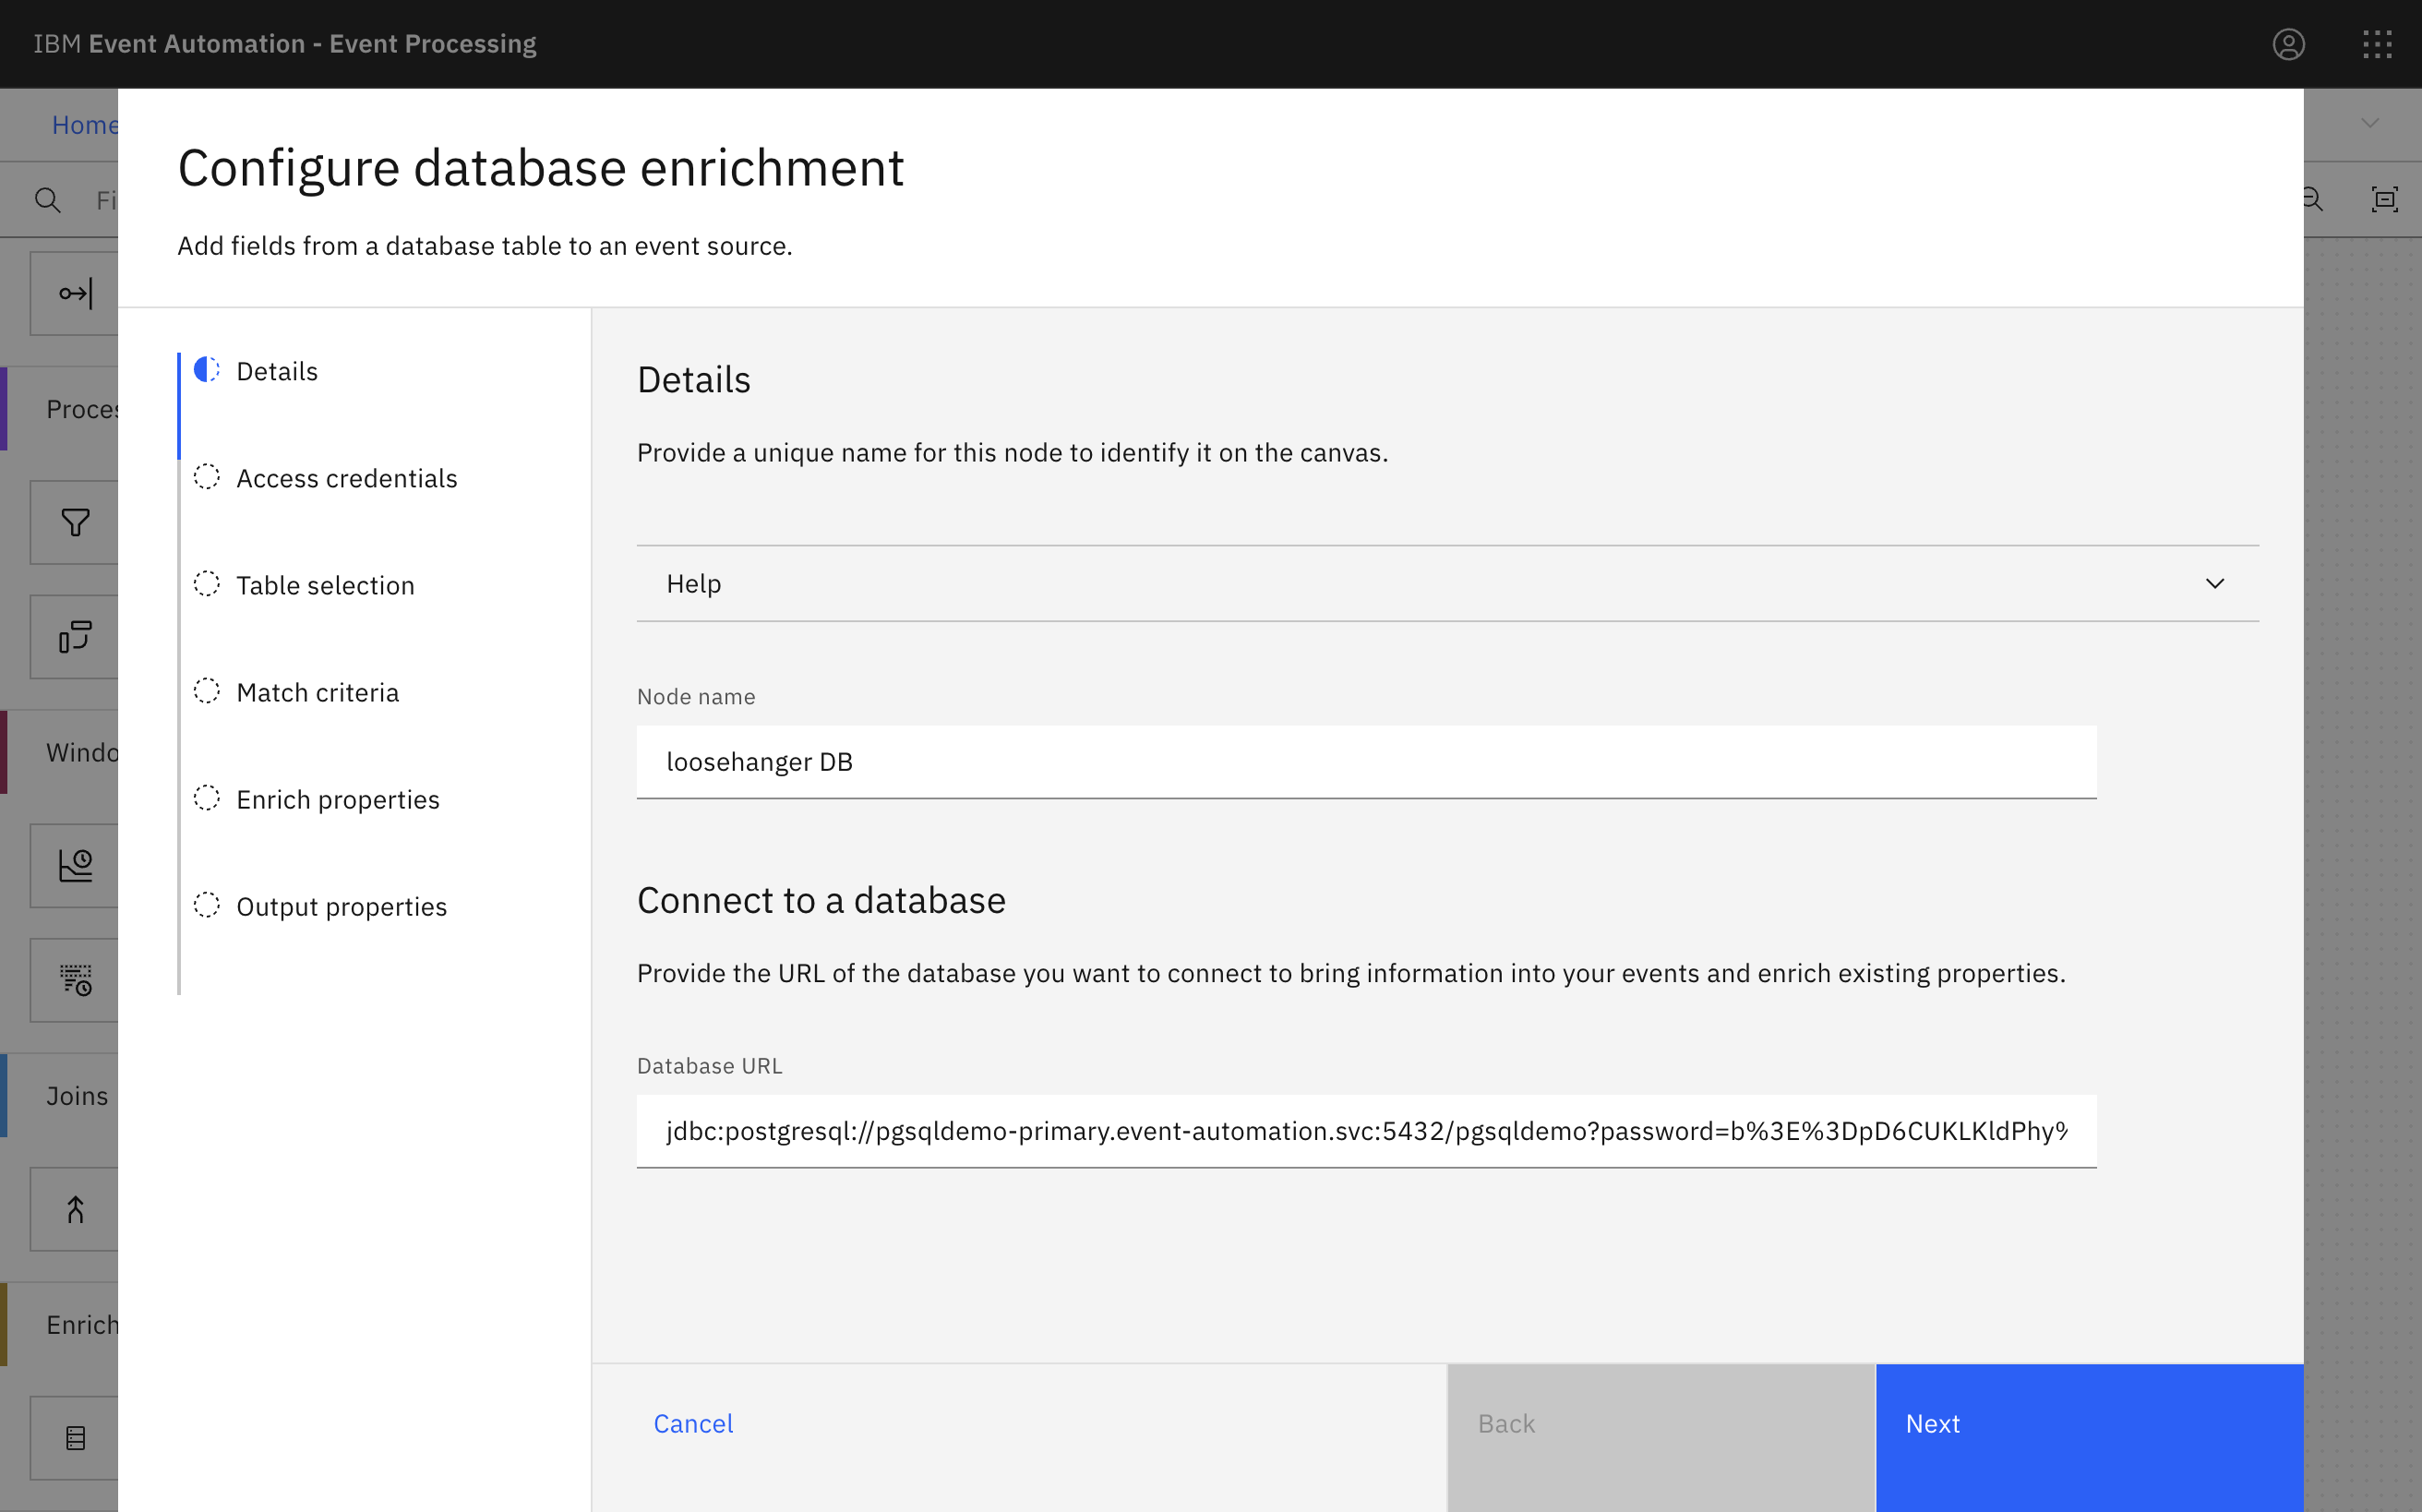 IBM Event Automation - Event Processing
Home
Configure database enrichment
Add fields from a database table to an event source.
Details
Access credentials
Table selection
Match criteria
Enrich properties
Output properties
Details
Provide a unique name for this node to identify it on the canvas.
Help
Node name
loosehanger DB
Connect to a database
Provide the URL of the database you want to connect to bring information into your events and enrich existing properties.
Database URL
jdbc:postgresql://pgsqldemo-primary.event-automation.svc:5432/pgsqldemo?password=b%3E%3DpD6CUKLKldPhy%
Cancel
Back
Next
Fi
Proces
Windo
Joins
Enrich